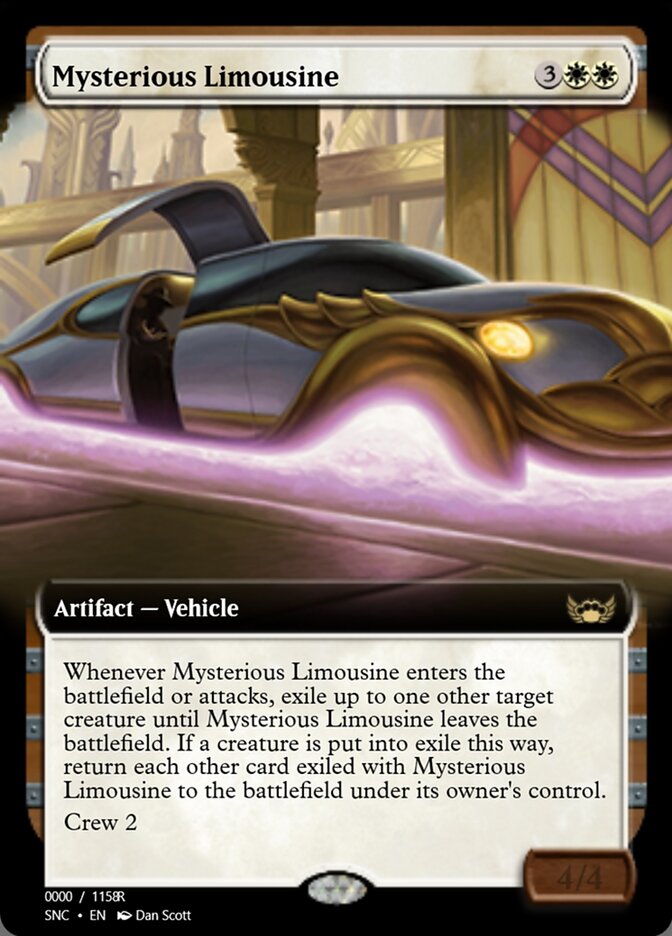 Mysterious Limousine 3
Artifact — Vehicle
Whenever Mysterious Limousine enters the
battlefield or attacks, exile up to one other target
creature until Mysterious Limousine leaves the
battlefield. If a creature is put into exile this way,
return each other card exiled with Mysterious
Limousine to the battlefield under its owner's control.
Crew 2
4/4
0000 / 1158R
SNC • EN Dan Scott